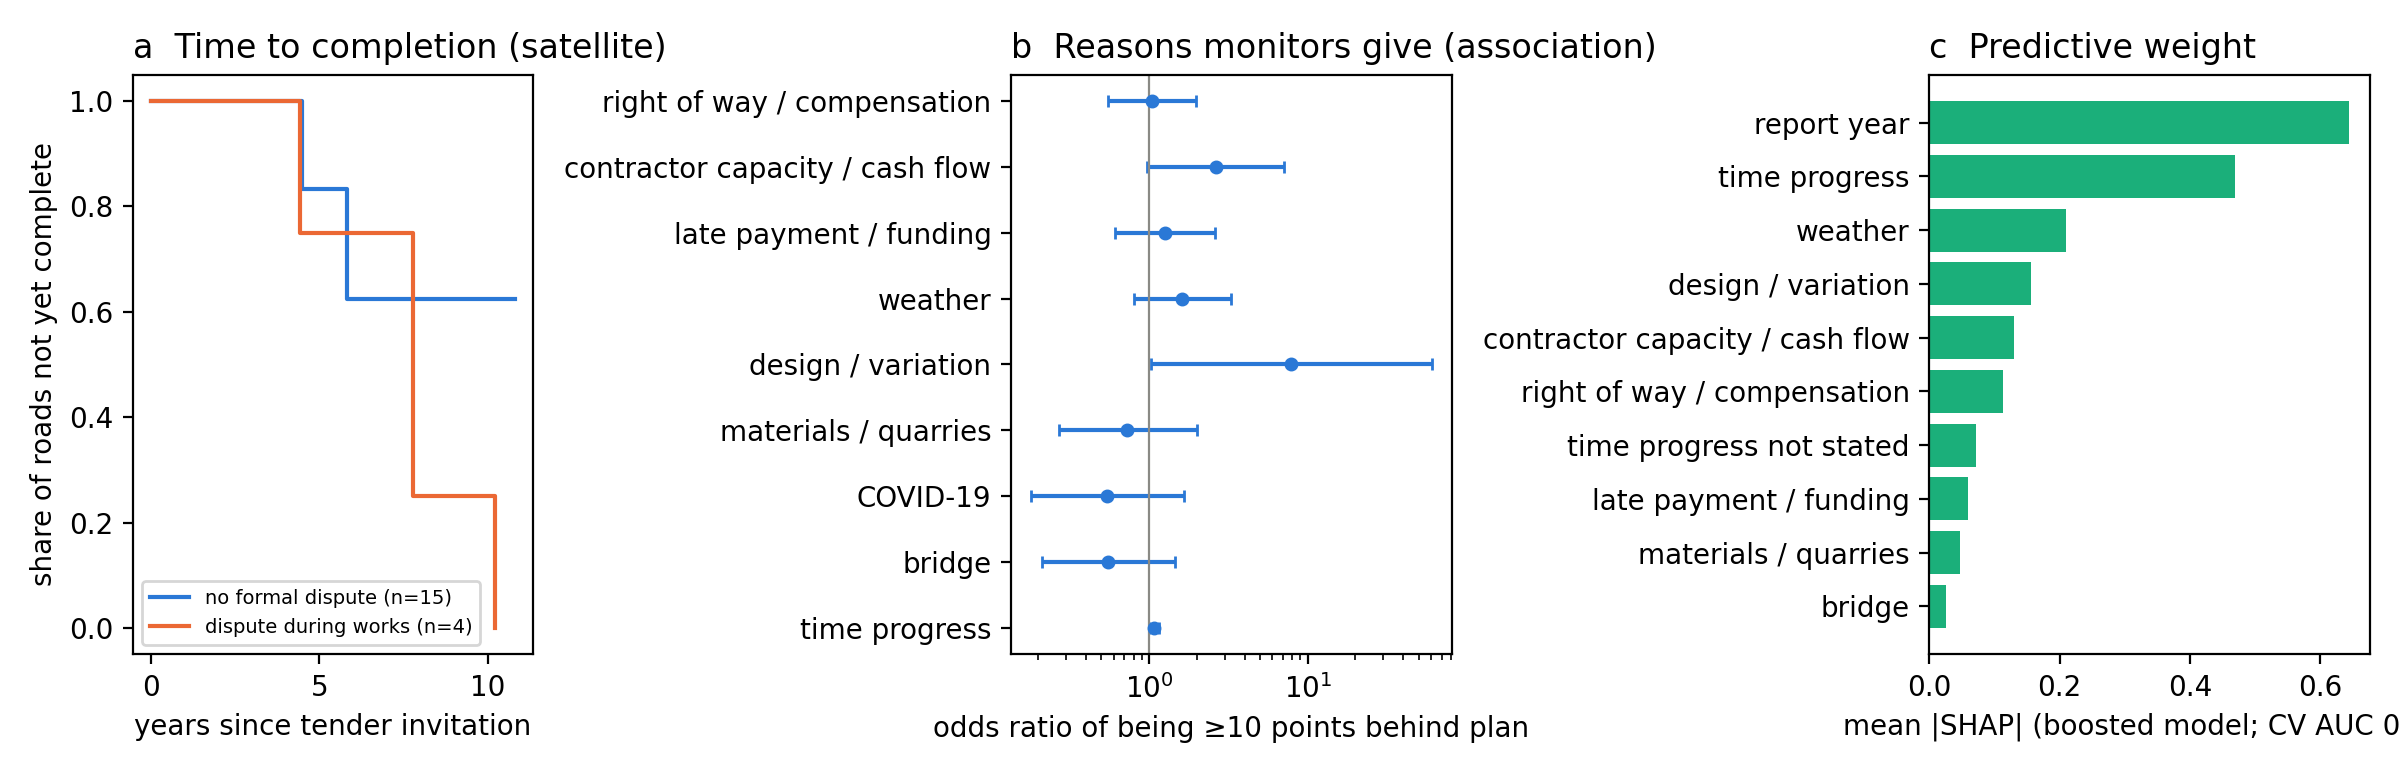 a Time to completion (satellite)
share of roads not yet complete
1.0
0.8
0.6
0.4
0.2
0.0
no formal dispute (n=15)
dispute during works (n=4)
0 5 10
years since tender invitation
b Reasons monitors give (association)
right of way / compensation
contractor capacity / cash flow
late payment / funding
weather
design / variation
materials / quarries
COVID-19
bridge
time progress
10⁰ 10¹
odds ratio of being ≥10 points behind plan
c Predictive weight
report year
time progress
weather
design / variation
contractor capacity / cash flow
right of way / compensation
time progress not stated
late payment / funding
materials / quarries
bridge
0.0 0.2 0.4 0.6
mean |SHAP| (boosted model; CV AUC 0